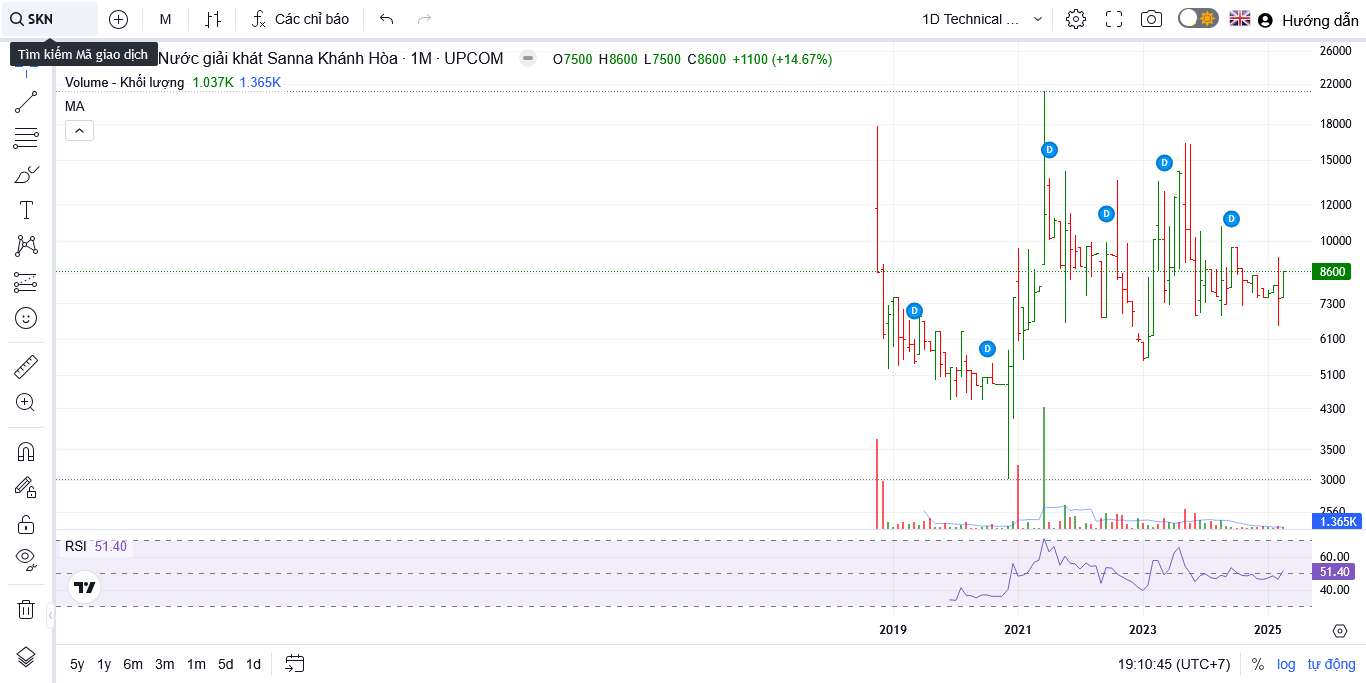 SKN
M
Các chỉ báo
1D Technical ...
Hướng dẫn
Tìm kiếm Mã giao dịch
Nước giải khát Sanna Khánh Hòa · 1M · UPCOM
O7500 H8600 L7500 C8600 +1100 (+14.67%)
Volume - Khối lượng 1.037K 1.365K
MA
26000
22000
18000
15000
12000
10000
8600
7300
6100
5100
4300
3500
3000
2560
1.365K
D
D
D
D
D
D
RSI 51.40
60.00
51.40
40.00
2019
2021
2023
2025
5y 1y 6m 3m 1m 5d 1d
19:10:45 (UTC+7)
% log tự động